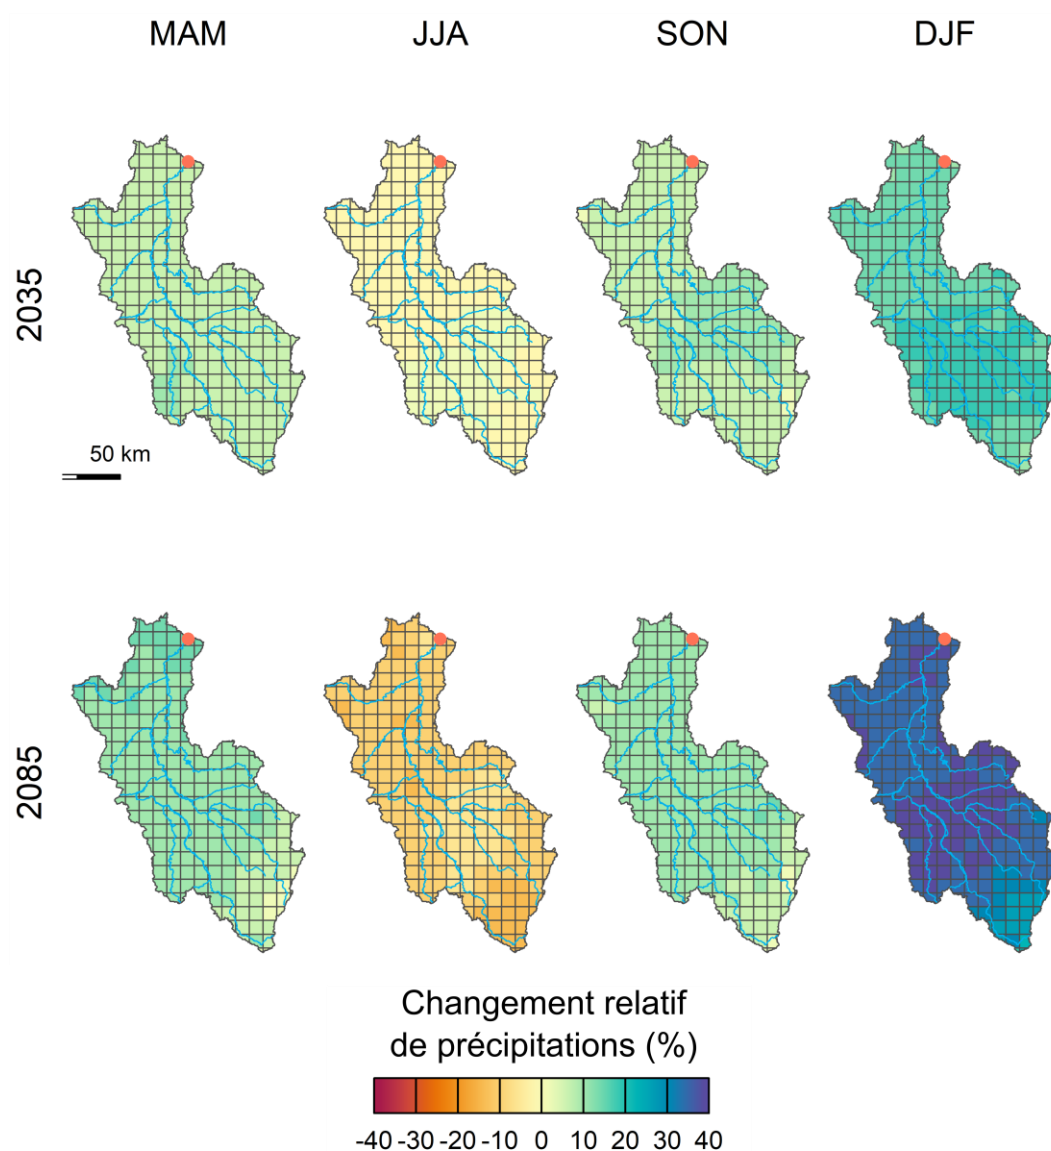 MAM JJA SON DJF
2035
50 km
2085
Changement relatif
de précipitations (%)
-40 -30 -20 -10 0 10 20 30 40